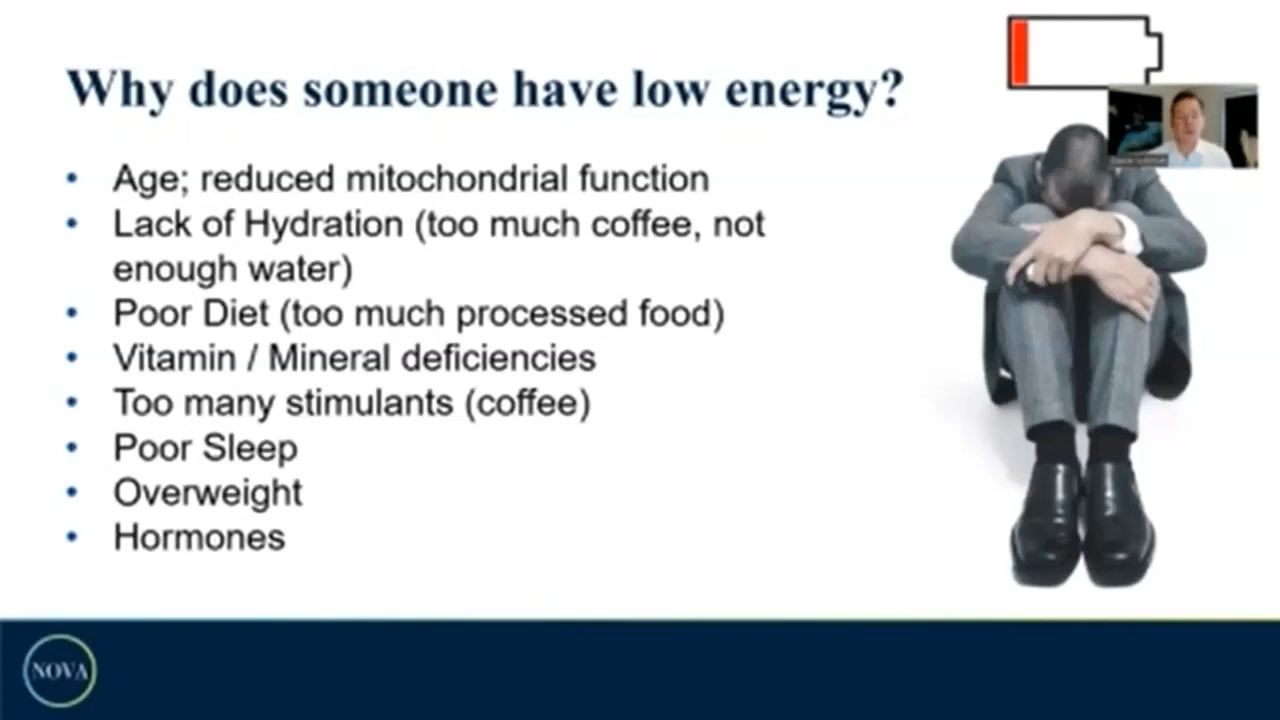 Why does someone have low energy?
• Age; reduced mitochondrial function
• Lack of Hydration (too much coffee, not
enough water)
• Poor Diet (too much processed food)
• Vitamin / Mineral deficiencies
• Too many stimulants (coffee)
• Poor Sleep
• Overweight
• Hormones
NOVA